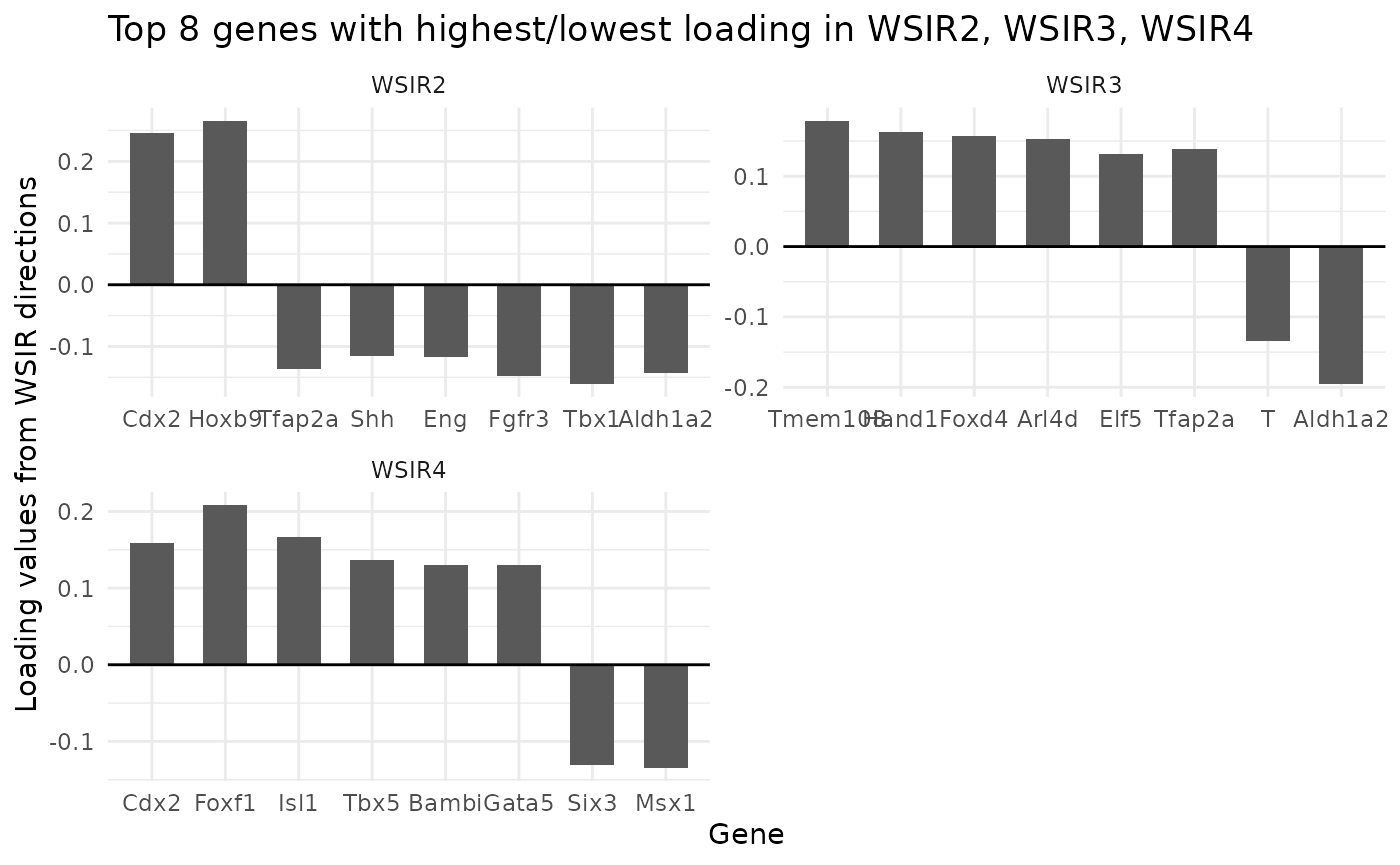 Top 8 genes with highest/lowest loading in WSIR2, WSIR3, WSIR4
Loading values from WSIR directions
WSIR2
0.2
0.1
0.0
-0.1
Cdx2 Hoxb9 Tfap2a Shh Eng Fgfr3 Tbx1 Aldh1a2
WSIR3
0.1
0.0
-0.1
-0.2
Tmem108 Hand1 Foxd4 Arl4d Elf5 Tfap2a T Aldh1a2
WSIR4
0.2
0.1
0.0
-0.1
Cdx2 Foxf1 Isl1 Tbx5 Bambi Gata5 Six3 Msx1
Gene